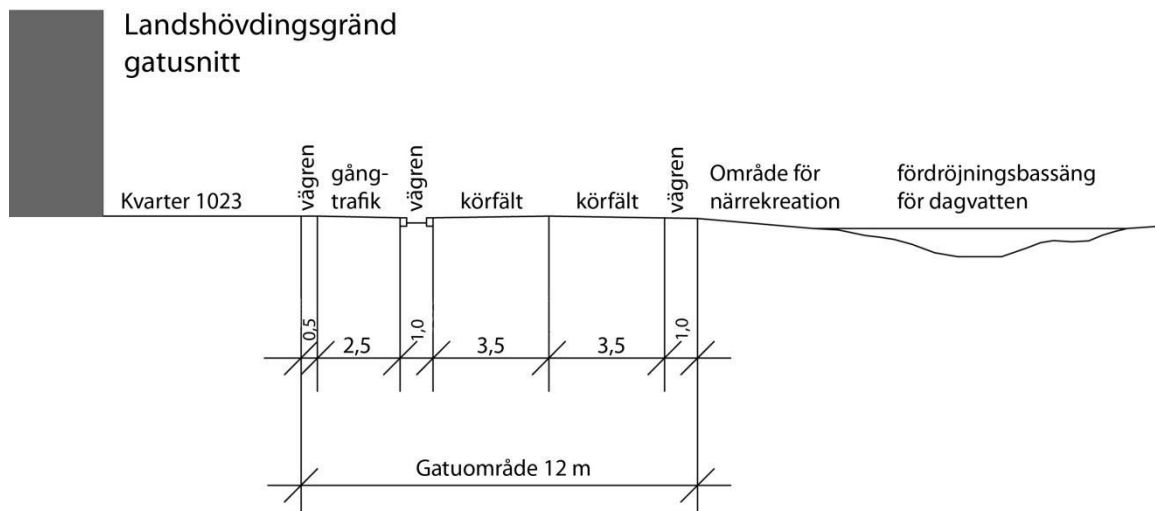 Landshövdingsgränd
gatusnitt
Kvarter 1023
vägren
gång-
trafik
vägren
körfält
körfält
vägren
Område för
närrekreation
fördröjningsbassäng
för dagvatten
0,5
2,5
1,0
3,5
3,5
1,0
Gatuområde 12 m